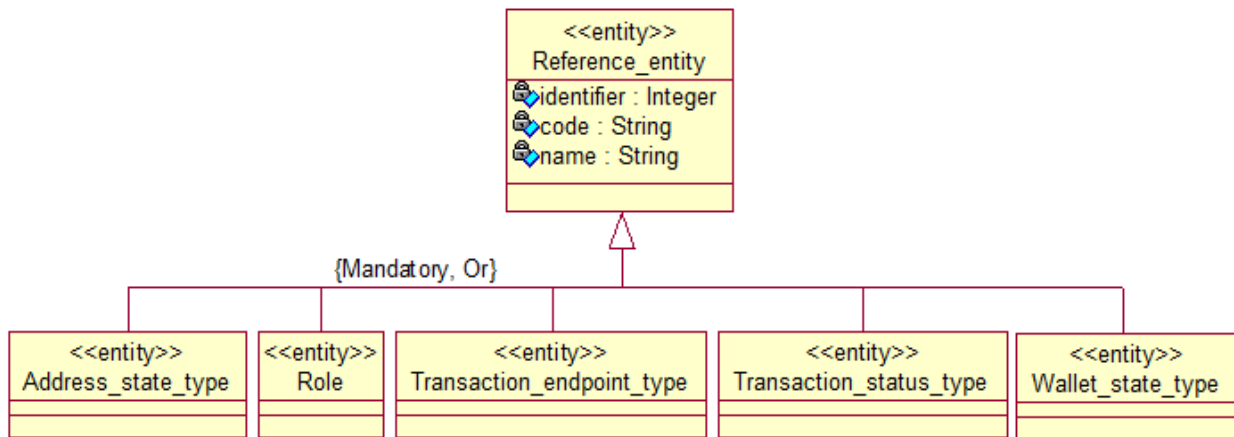 <<entity>>
Reference_entity
identifier : Integer
code : String
name : String
{Mandatory, Or}
<<entity>>
Address_state_type
<<entity>>
Role
<<entity>>
Transaction_endpoint_type
<<entity>>
Transaction_status_type
<<entity>>
Wallet_state_type